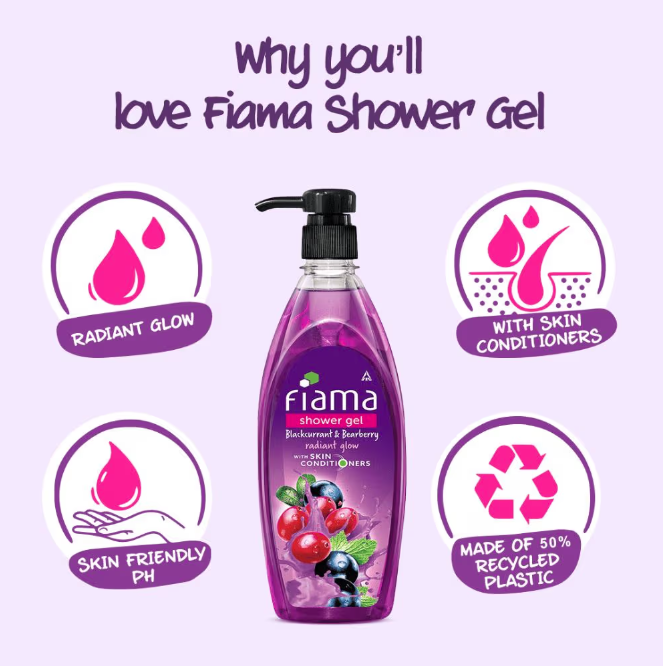 Why you'll
love Fiama Shower Gel
RADIANT GLOW
WITH SKIN
CONDITIONERS
fiama
shower gel
Blackcurrant & Bearberry
radiant glow
WITH SKIN
CONDITIONERS
SKIN FRIENDLY
PH
MADE OF 50%
RECYCLED
PLASTIC